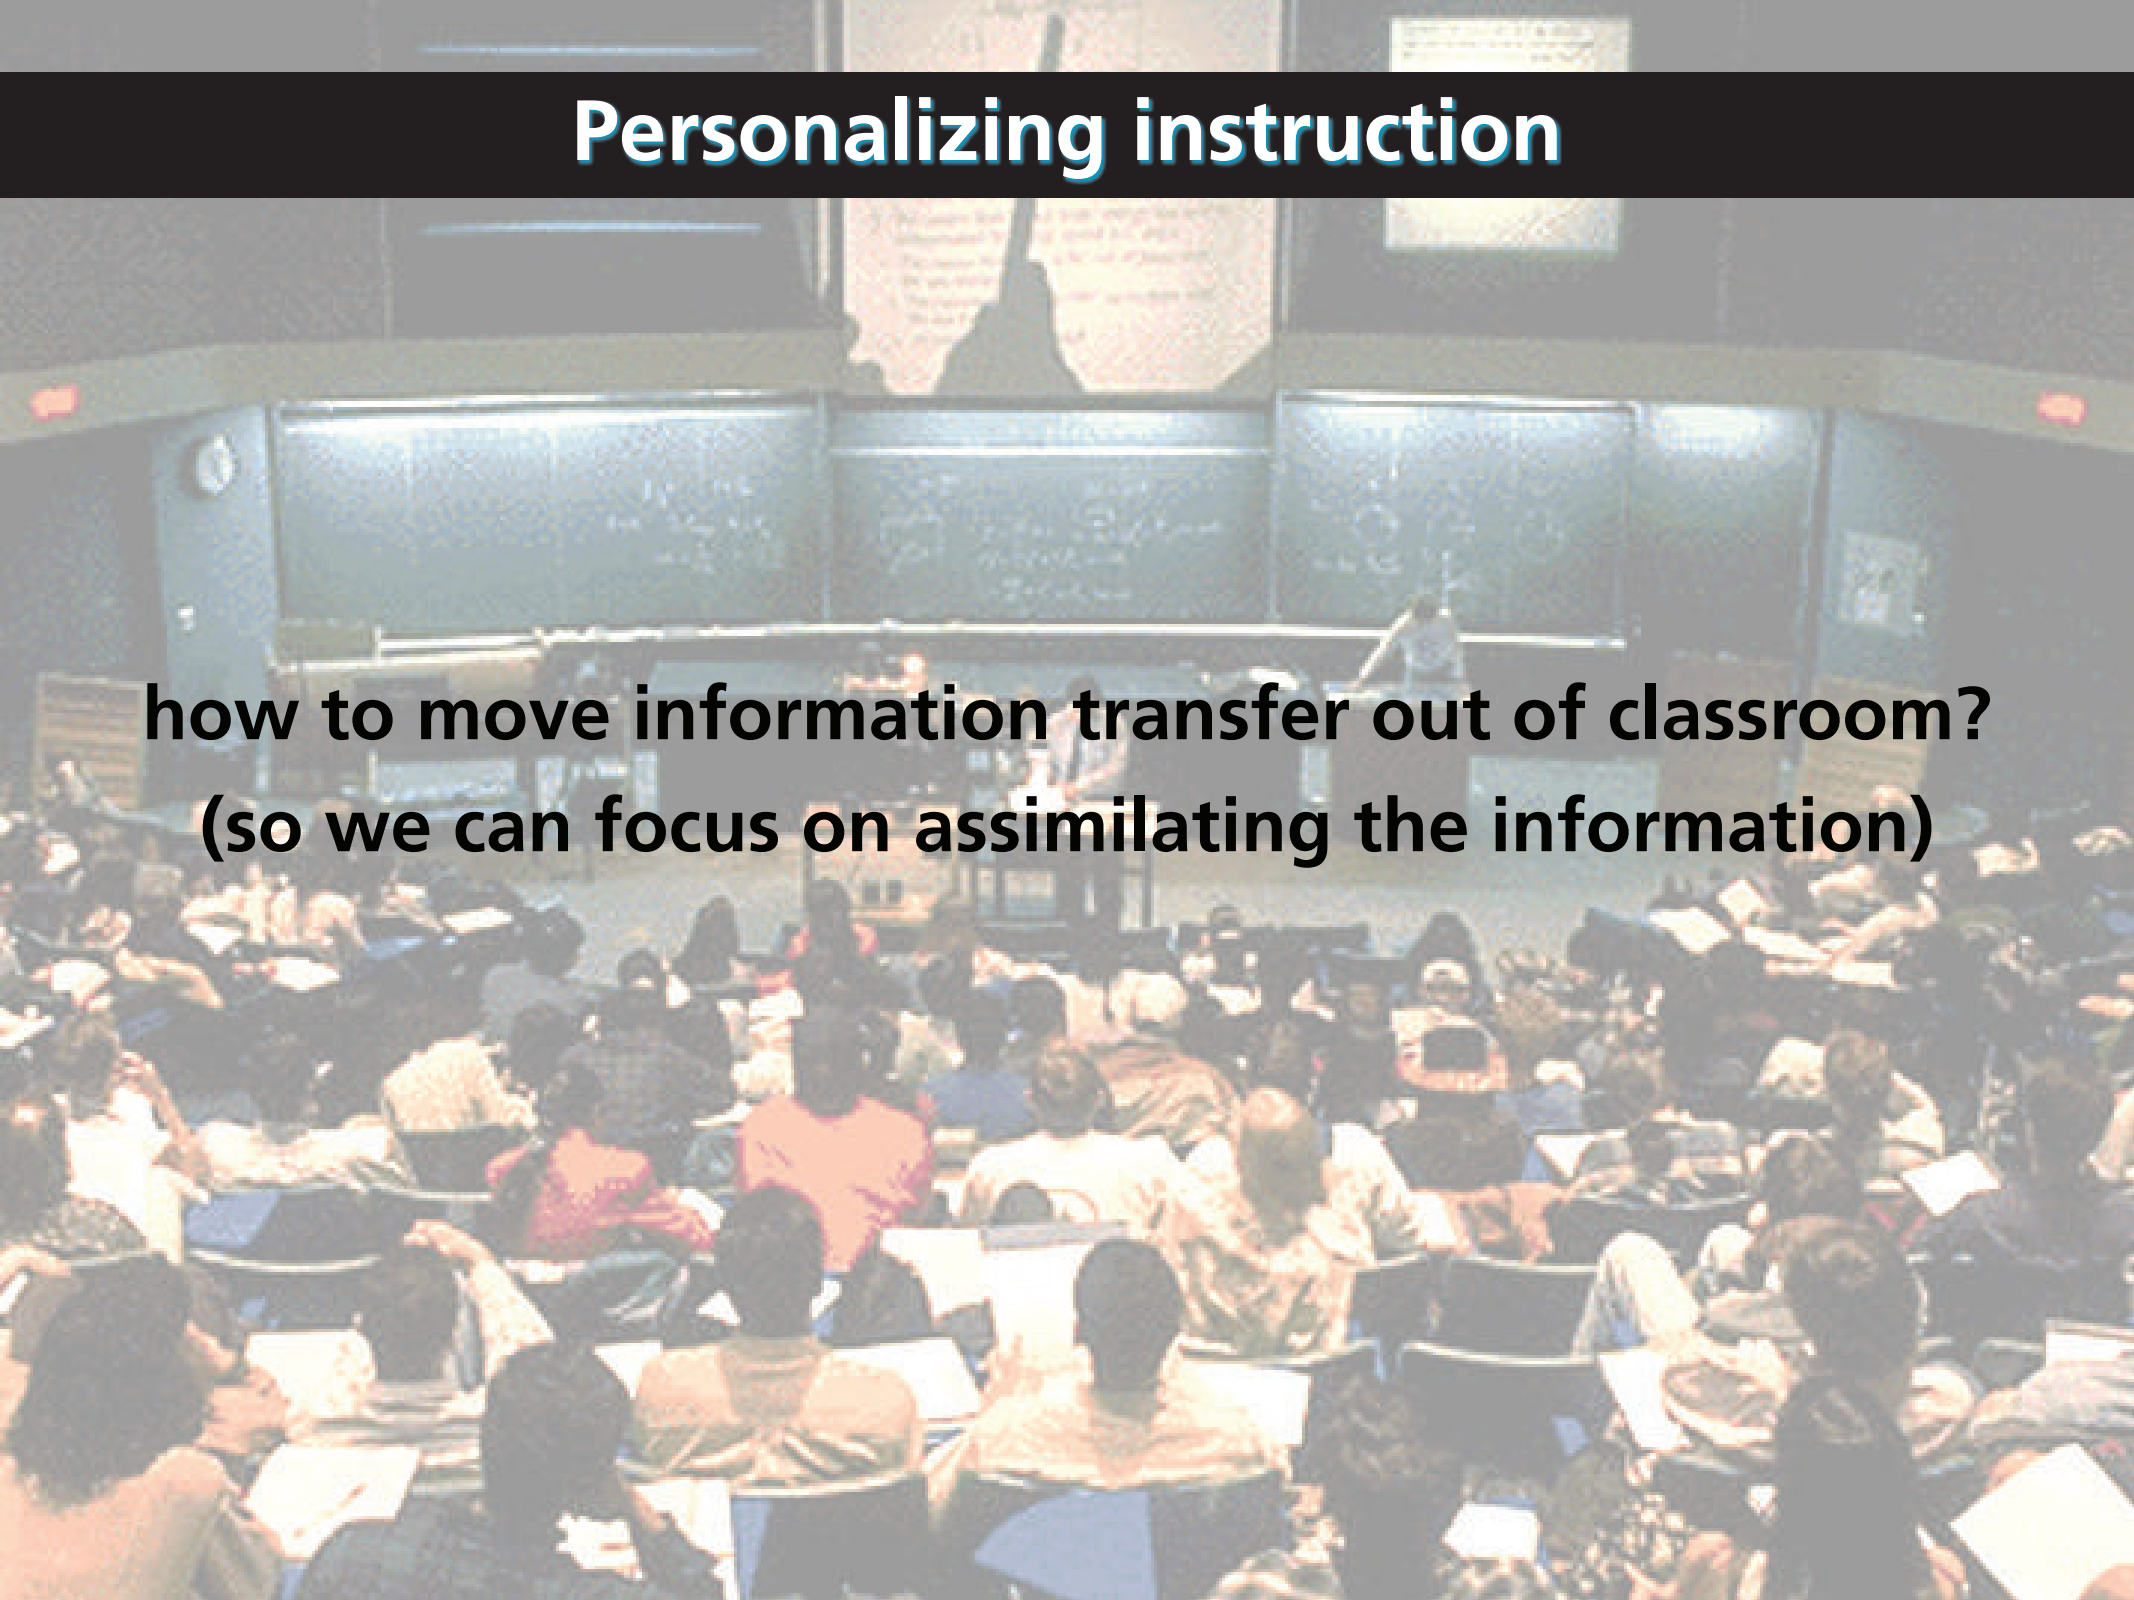 Personalizing instruction
how to move information transfer out of classroom?
(so we can focus on assimilating the information)